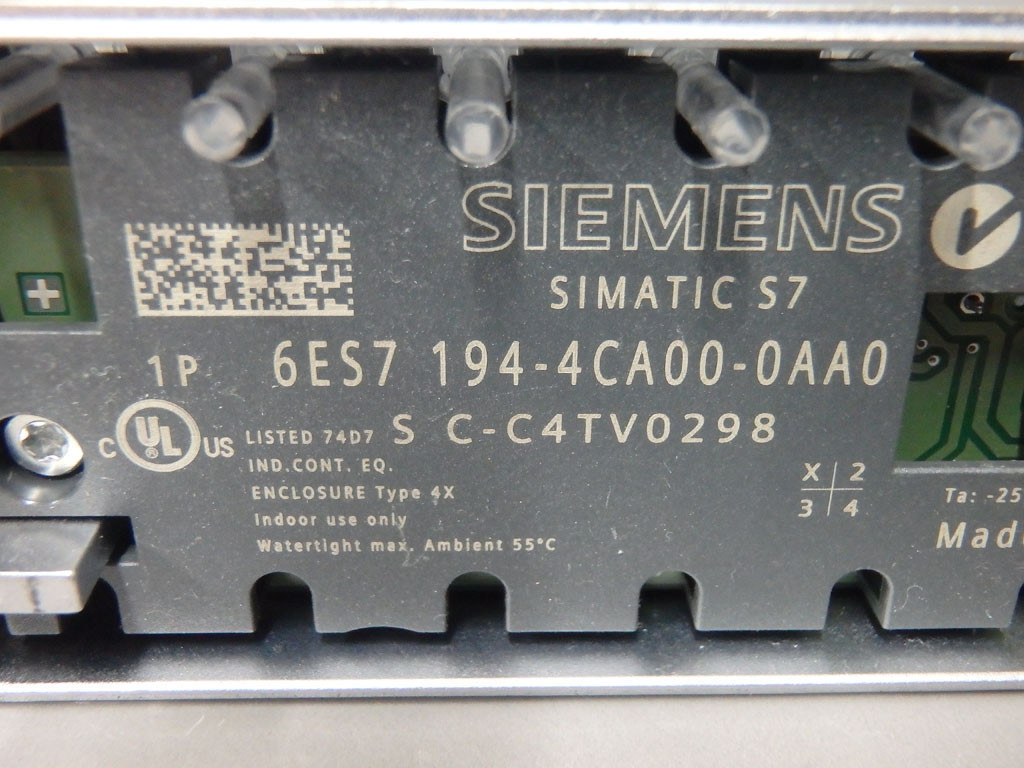 SIEMENS
SIMATIC S7
1P 6ES7 194-4CA00-0AA0
C UL® US LISTED 74D7 S C-C4TV0298
IND.CONT. EQ.
ENCLOSURE Type 4X
Indoor use only
Watertight max. Ambient 55°C
X 2
3 4
Ta: -25
Mad